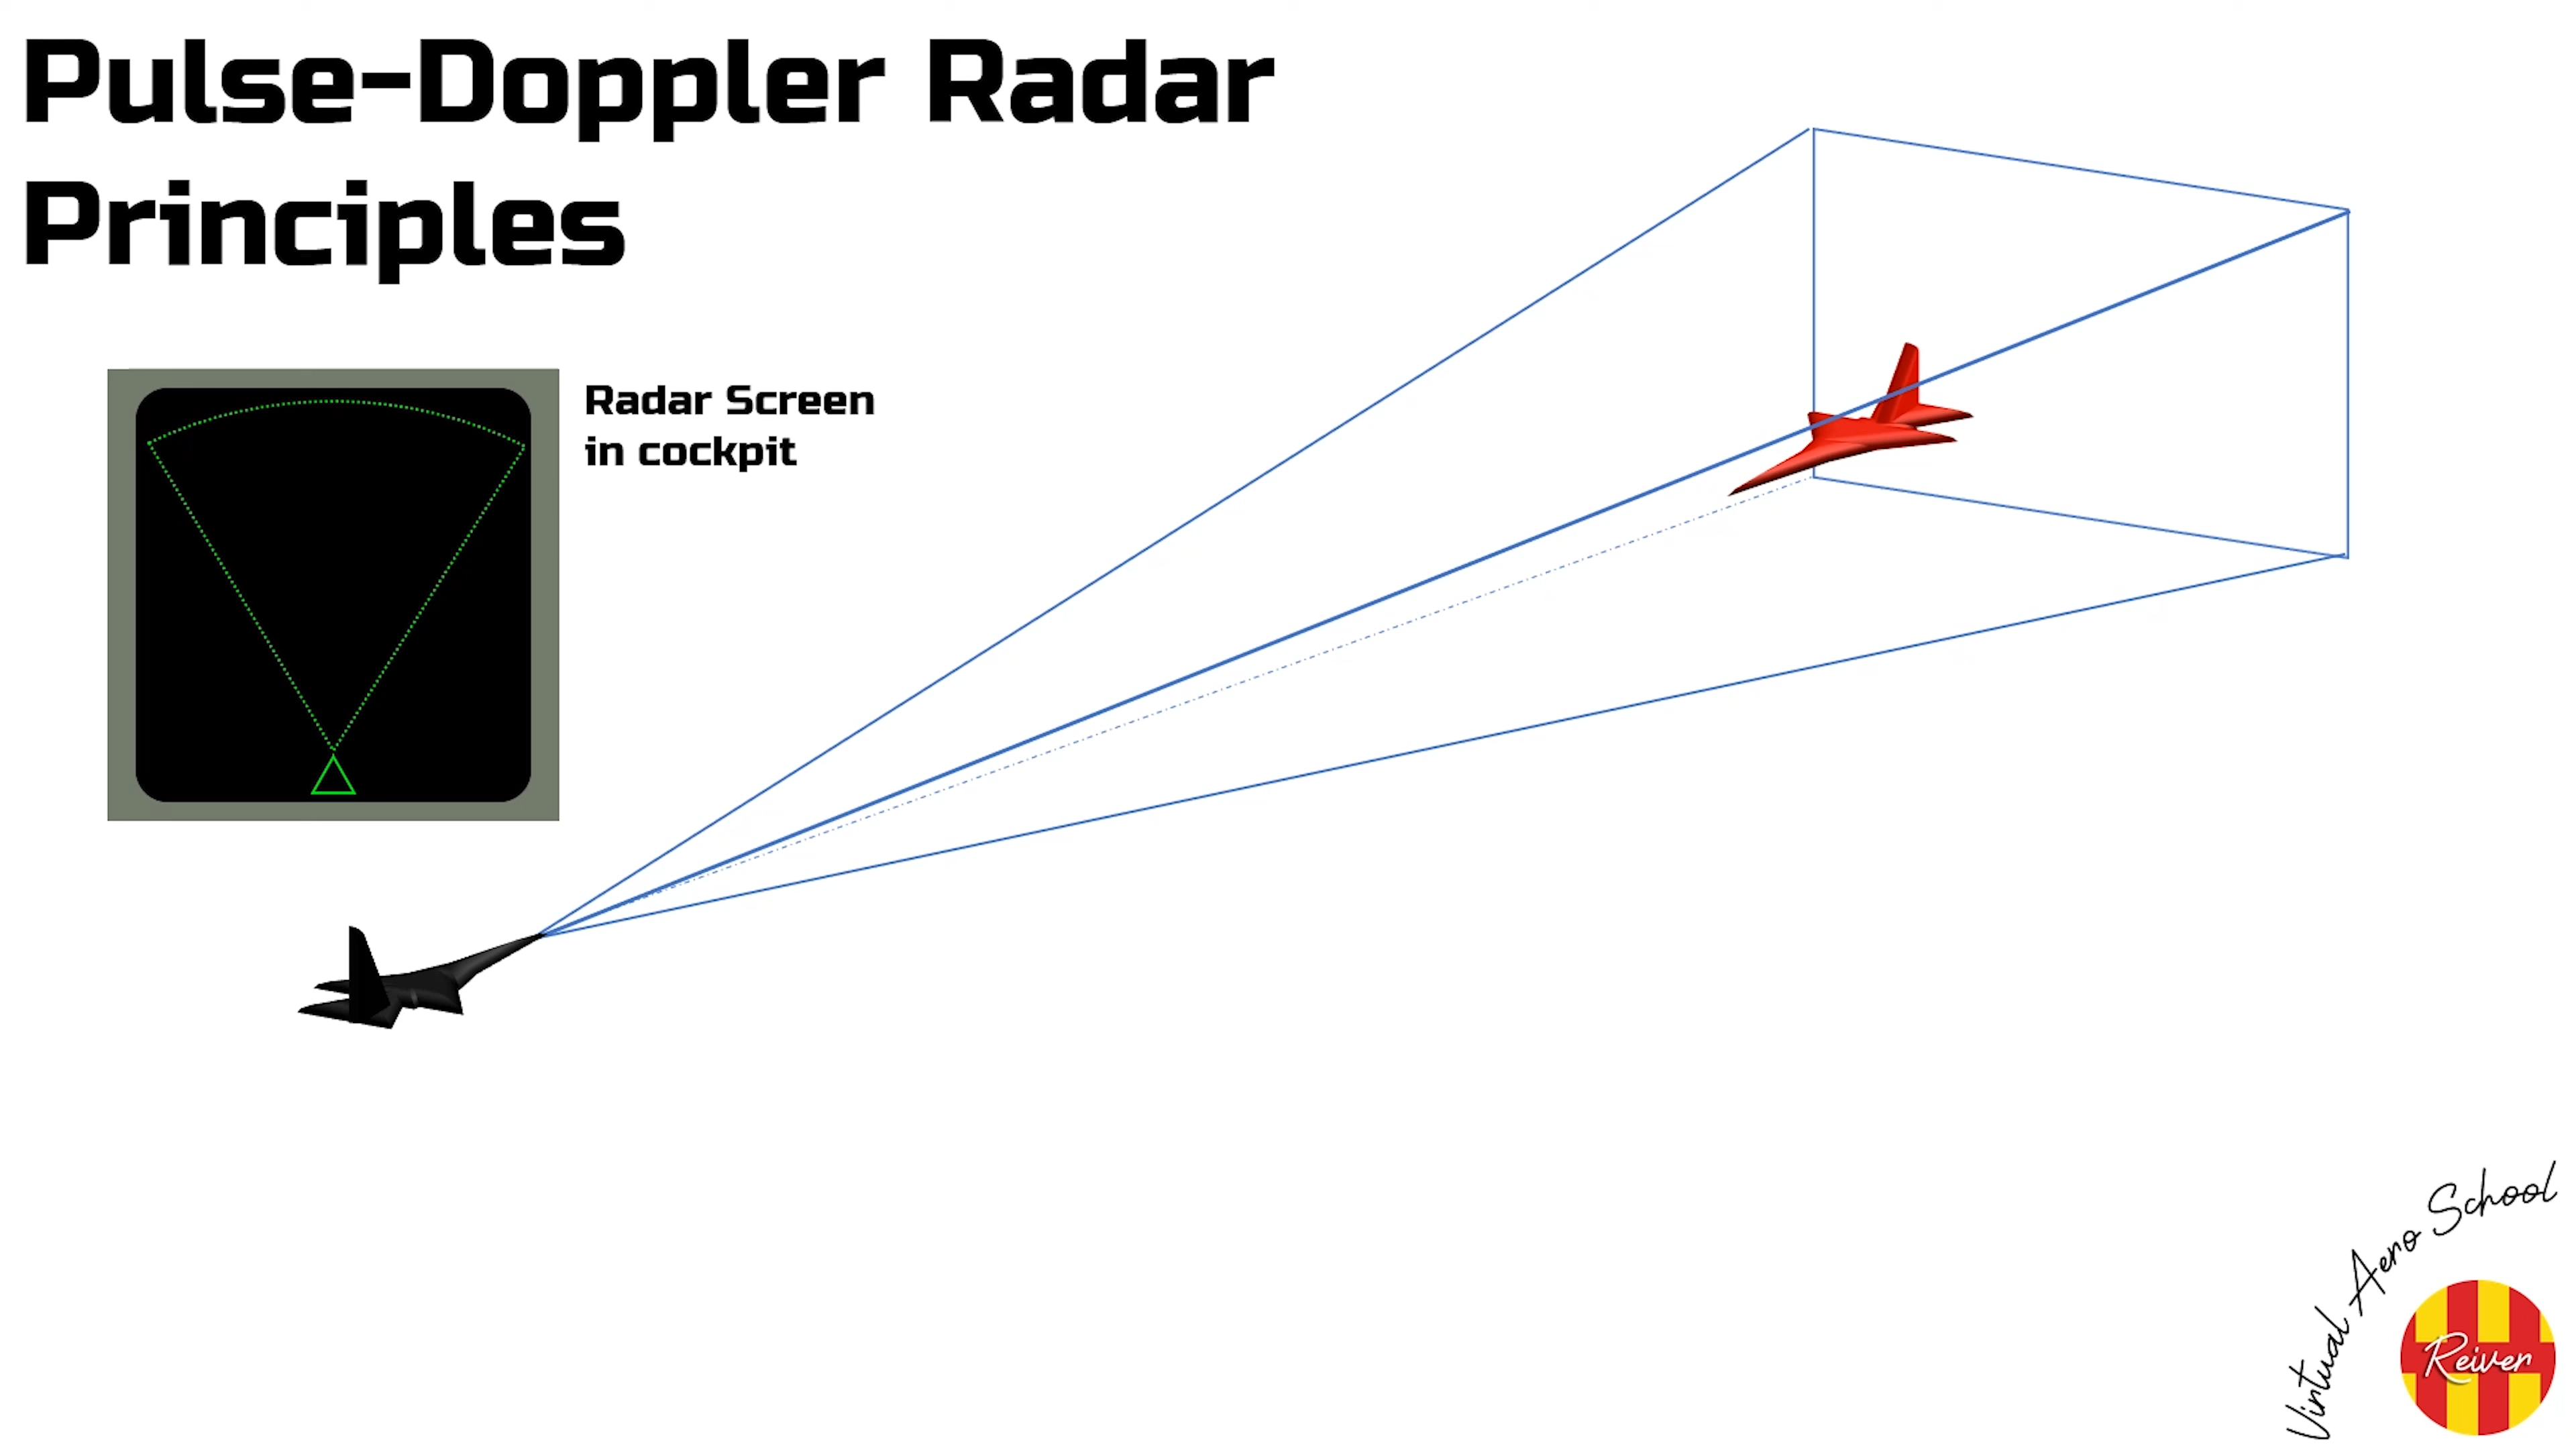 Pulse-Doppler Radar
Principles
Radar Screen
in cockpit
Virtual Aero School
Reiver